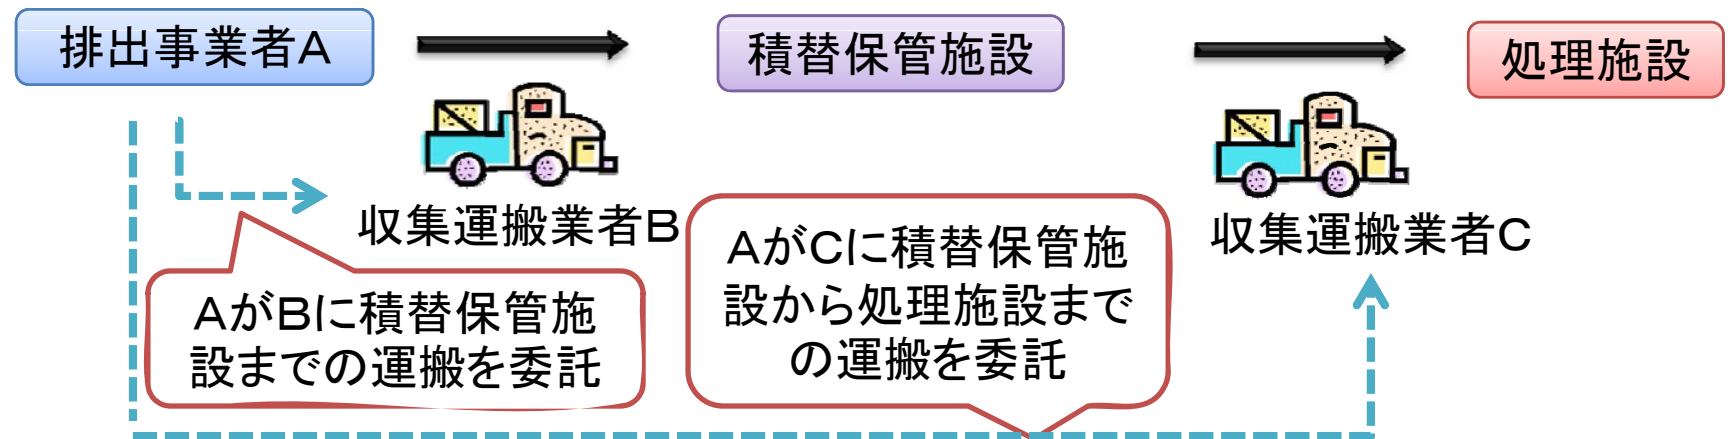 排出事業者A
積替保管施設
処理施設
収集運搬業者B
収集運搬業者C
AがBに積替保管施
設までの運搬を委託
AがCに積替保管施
設から処理施設まで
の運搬を委託